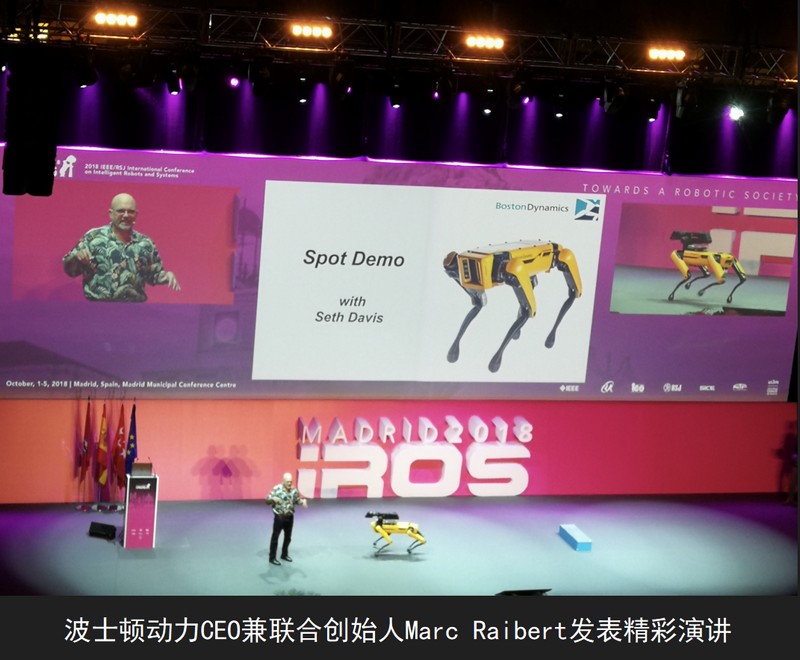 2018 IEEE/RSJ International Conference
on Intelligent Robots and Systems
TOWARDS A ROBOTIC SOCIETY
BostonDynamics
Spot Demo
with
Seth Davis
October, 1-5, 2018 | Madrid, Spain, Madrid Municipal Conference Centre
IEEE
RSJ
SICE
MADRID2018
IROS
波士顿动力CEO兼联合创始人Marc Raibert发表精彩演讲